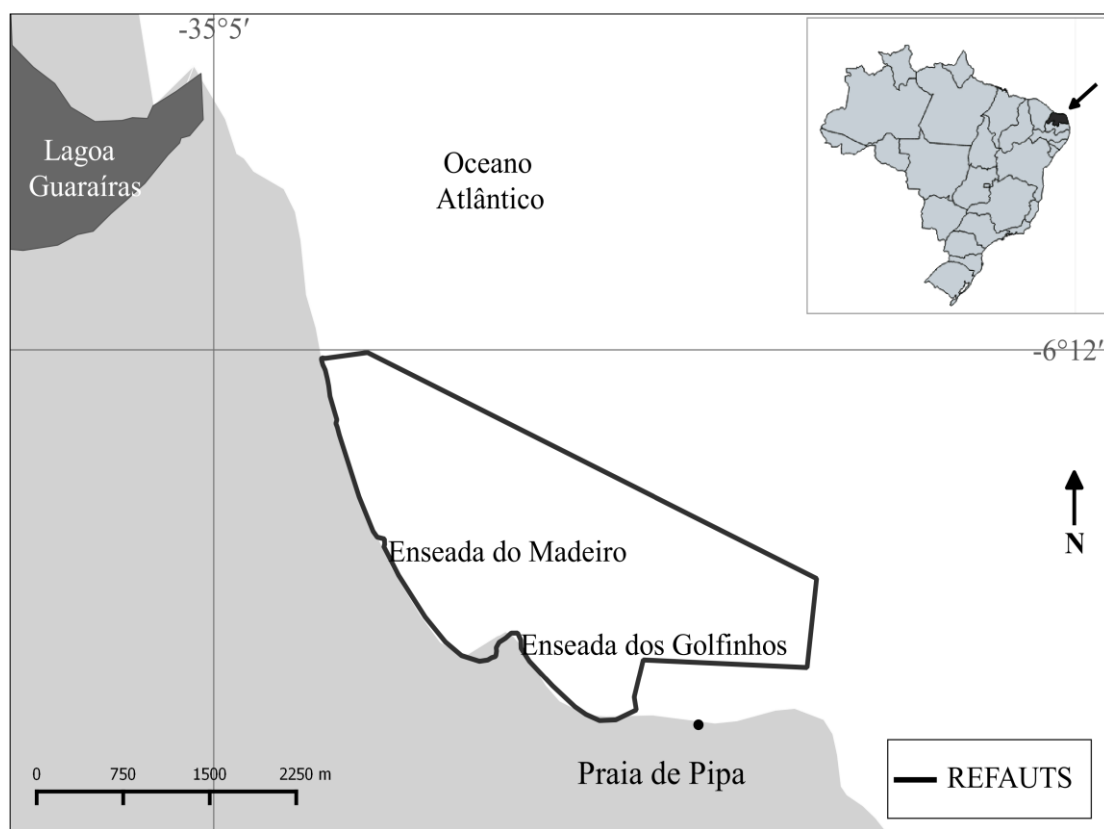 -35°5′
Lagoa
Guaraíras
Oceano
Atlântico
-6°12′
N
Enseada do Madeiro
Enseada dos Golfinhos
Praia de Pipa
0 750 1500 2250 m
REFAUTS